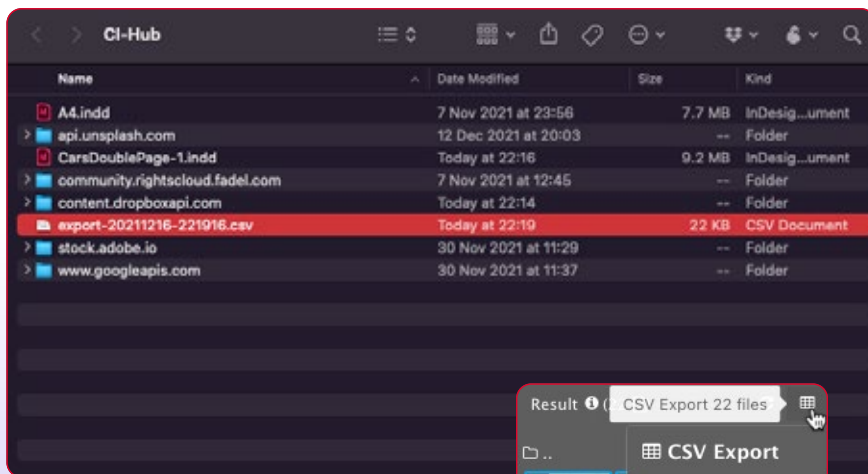 CI-Hub
Name Date Modified Size Kind
A4.indd 7 Nov 2021 at 23:56 7.7 MB InDesig...ument
api.unsplash.com 12 Dec 2021 at 20:03 -- Folder
CarsDoublePage-1.indd Today at 22:16 9.2 MB InDesig...ument
community.rightscloud.fadel.com 7 Nov 2021 at 12:45 -- Folder
content.dropboxapi.com Today at 22:14 -- Folder
export-20211216-221916.csv Today at 22:19 22 KB CSV Document
stock.adobe.io 30 Nov 2021 at 11:29 -- Folder
www.googleapis.com 30 Nov 2021 at 11:37 -- Folder
Result (2 CSV Export 22 files
.. CSV Export